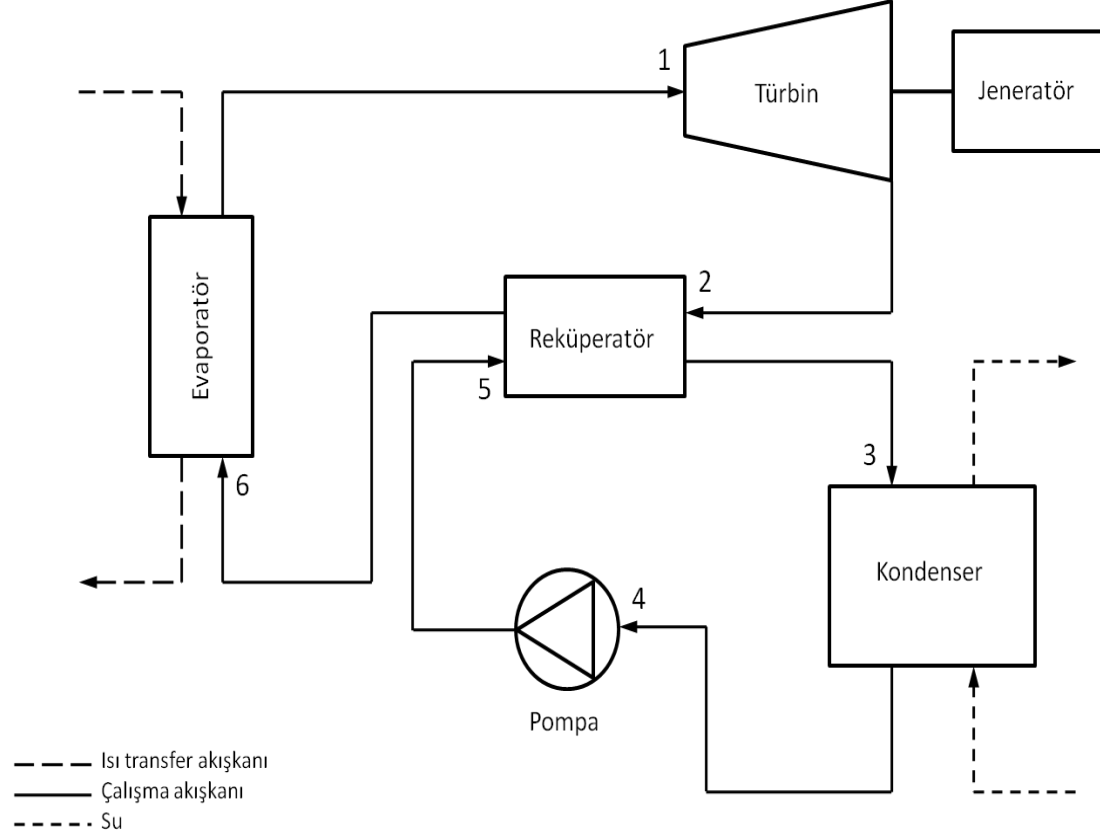 1
Türbin
Jeneratör
Evaporatör
2
Reküperatör
5
3
6
Kondenser
4
Pompa
Isı transfer akışkanı
Çalışma akışkanı
Su